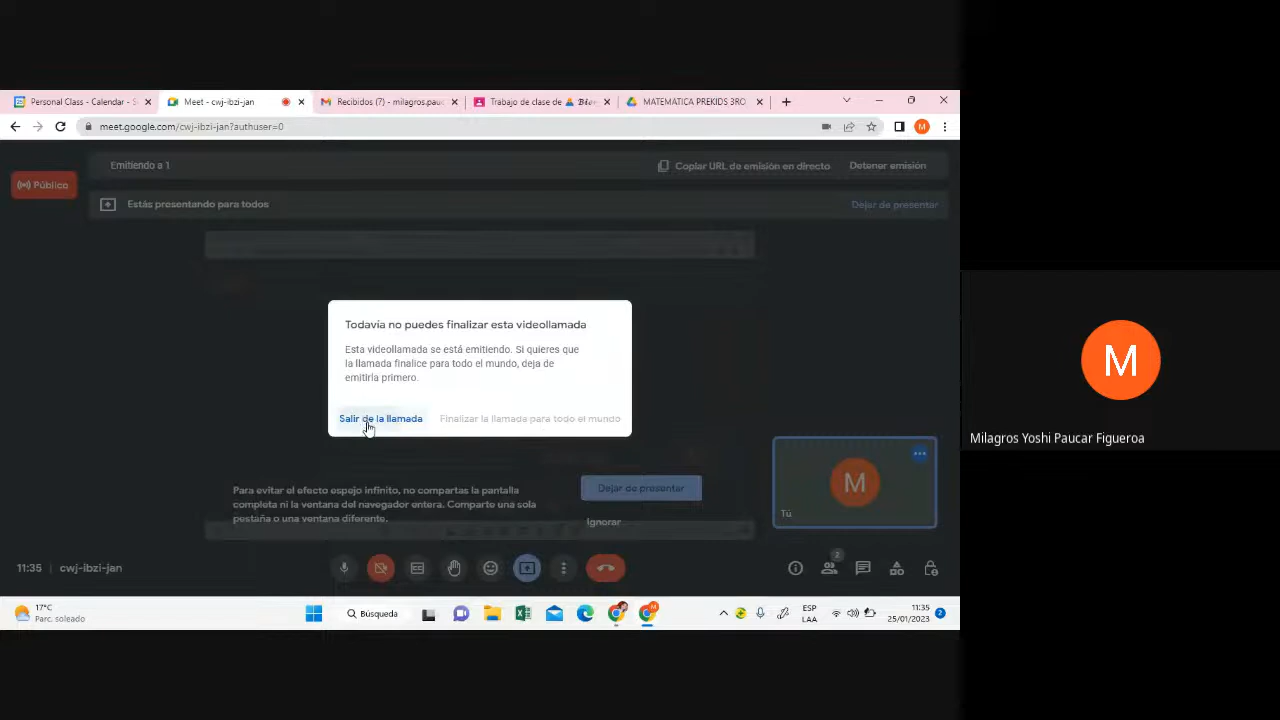 Personal Class - Calendar - S
Meet - cwj-ibzi-jan
Recibidos (7) - milagros.pauc
Trabajo de clase de
MATEMATICA PREKIDS 3RO
meet.google.com/cwj-ibzi-jan?authuser=0
M
Emitiendo a 1
Copiar URL de emisión en directo
Detener emisión
Público
Estás presentando para todos
Dejar de presentar
Todavía no puedes finalizar esta videollamada
Esta videollamada se está emitiendo. Si quieres que
la llamada finalice para todo el mundo, deja de
emitirla primero.
Salir de la llamada
Finalizar la llamada para todo el mundo
Para evitar el efecto espejo infinito, no compartas la pantalla
completa ni la ventana del navegador entera. Comparte una sola
pestaña o una ventana diferente.
Dejar de presentar
Ignorar
M
Tú
M
Milagros Yoshi Paucar Figueroa
11:35 | cwj-ibzi-jan
2
17°C
Parc. soleado
Búsqueda
ESP
LAA
11:35
25/01/2023
2